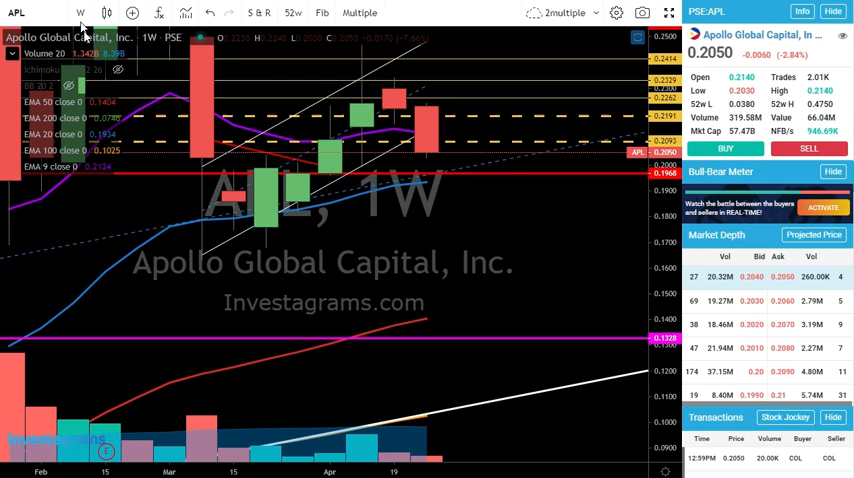 APL W S & R 52w Fib Multiple 2multiple
Apollo Global Capital, Inc. · 1W · PSE O0.2220 H0.2240 L0.2030 C0.2050 -0.0170 (-7.66%)
Volume 20 1.342B 8.39B
Ichimoku
BB 20 2
EMA 50 close 0 0.1404
EMA 200 close 0 0.0746
EMA 20 close 0 0.1934
EMA 100 close 0 0.1025
EMA 9 close 0 0.2124
APL, 1W
Apollo Global Capital, Inc.
Investagrams.com
investagrams
E
0.2500
0.2414
0.2329
0.2300
0.2262
0.2191
0.2093
APL 0.2050
0.2000
0.1968
0.1900
0.1800
0.1700
0.1600
0.1500
0.1400
0.1328
0.1200
0.1100
0.1000
0.0900
Feb 15 Mar 15 Apr 19
PSE:APL Info Hide
Apollo Global Capital, In ...
0.2050 -0.0060 (-2.84%)
Open 0.2140 Trades 2.01K
Low 0.2030 High 0.2140
52w L 0.0380 52w H 0.4750
Volume 319.58M Value 66.04M
Mkt Cap 57.47B NFB/s 946.69K
BUY SELL
Bull-Bear Meter Hide
Watch the battle between the buyers
and sellers in REAL-TIME!
ACTIVATE
Market Depth Projected Price
Vol Bid Ask Vol
27 20.32M 0.2040 0.2050 260.00K 4
69 19.27M 0.2030 0.2060 2.79M 5
38 18.46M 0.2020 0.2070 3.19M 9
47 21.94M 0.2010 0.2080 2.27M 7
174 37.15M 0.20 0.2090 4.80M 11
19 8.40M 0.1990 0.21 5.74M 31
Transactions Stock Jockey Hide
Time Price Volume Buyer Seller
12:59PM 0.2050 20.00K COL COL